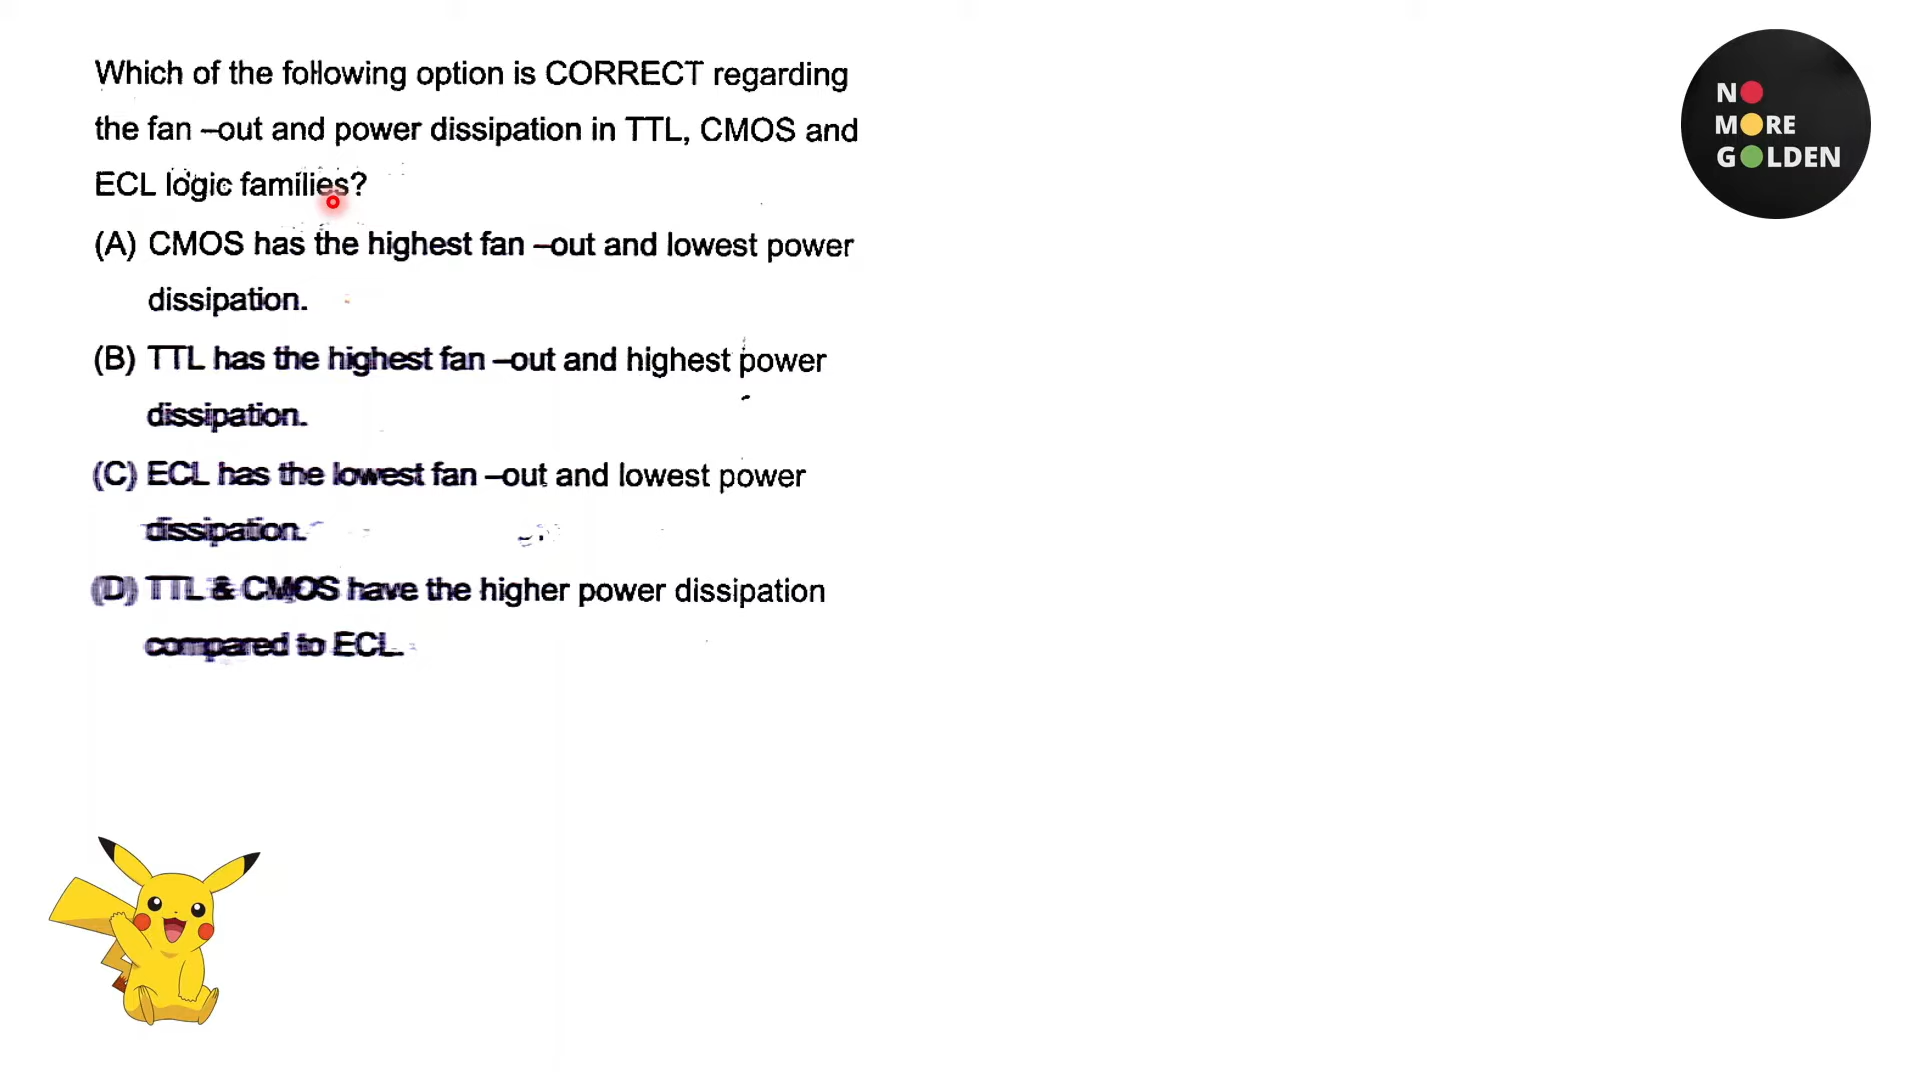 Which of the following option is CORRECT regarding
the fan –out and power dissipation in TTL, CMOS and
ECL logic families?
(A) CMOS has the highest fan –out and lowest power
dissipation.
(B) TTL has the highest fan –out and highest power
dissipation.
(C) ECL has the lowest fan –out and lowest power
dissipation.
(D) TTL & CMOS have the higher power dissipation
compared to ECL.
NO
MORE
GOLDEN